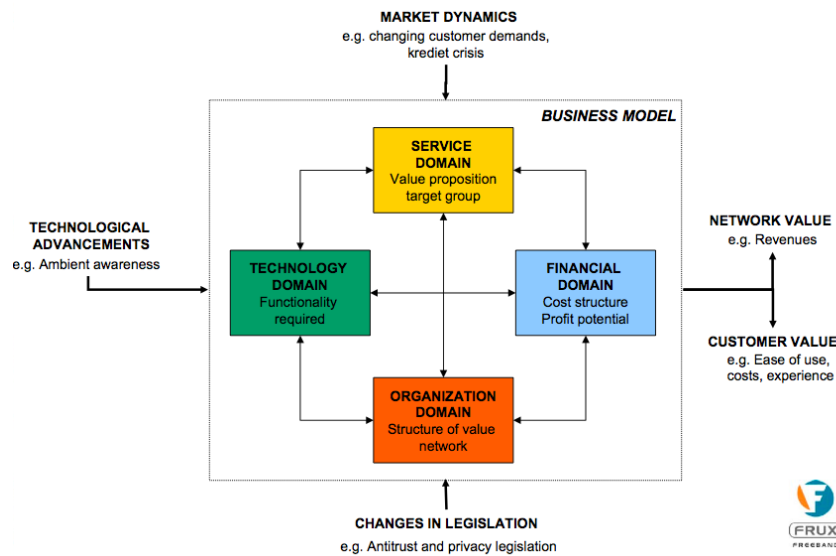 MARKET DYNAMICS
e.g. changing customer demands,
krediet crisis
BUSINESS MODEL
SERVICE
DOMAIN
Value proposition
target group
TECHNOLOGICAL
ADVANCEMENTS
e.g. Ambient awareness
TECHNOLOGY
DOMAIN
Functionality
required
FINANCIAL
DOMAIN
Cost structure
Profit potential
NETWORK VALUE
e.g. Revenues
CUSTOMER VALUE
e.g. Ease of use,
costs, experience
ORGANIZATION
DOMAIN
Structure of value
network
CHANGES IN LEGISLATION
e.g. Antitrust and privacy legislation
FRUX
FREEBAND